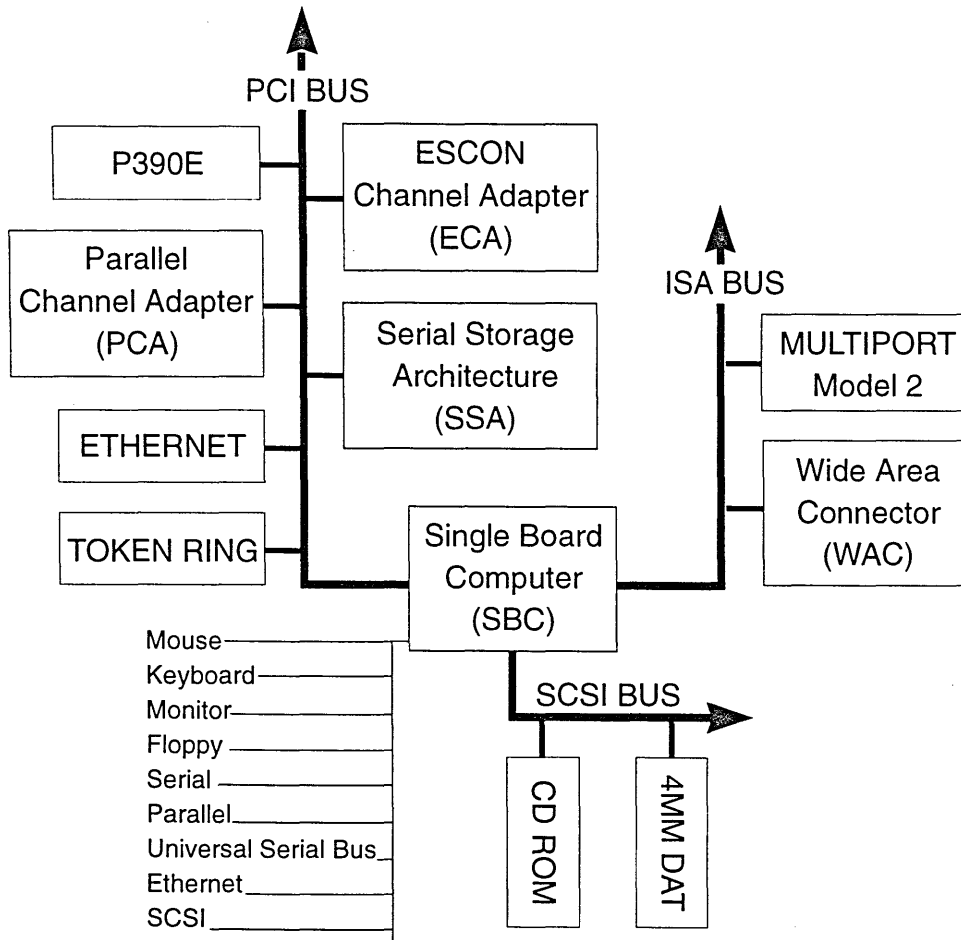 PCI BUS
P390E
ESCON
Channel Adapter
(ECA)
Parallel
Channel Adapter
(PCA)
Serial Storage
Architecture
(SSA)
ETHERNET
TOKEN RING
ISA BUS
MULTIPORT
Model 2
Wide Area
Connector
(WAC)
Single Board
Computer
(SBC)
Mouse
Keyboard
Monitor
Floppy
Serial
Parallel
Universal Serial Bus
Ethernet
SCSI
SCSI BUS
CD ROM
4MM DAT